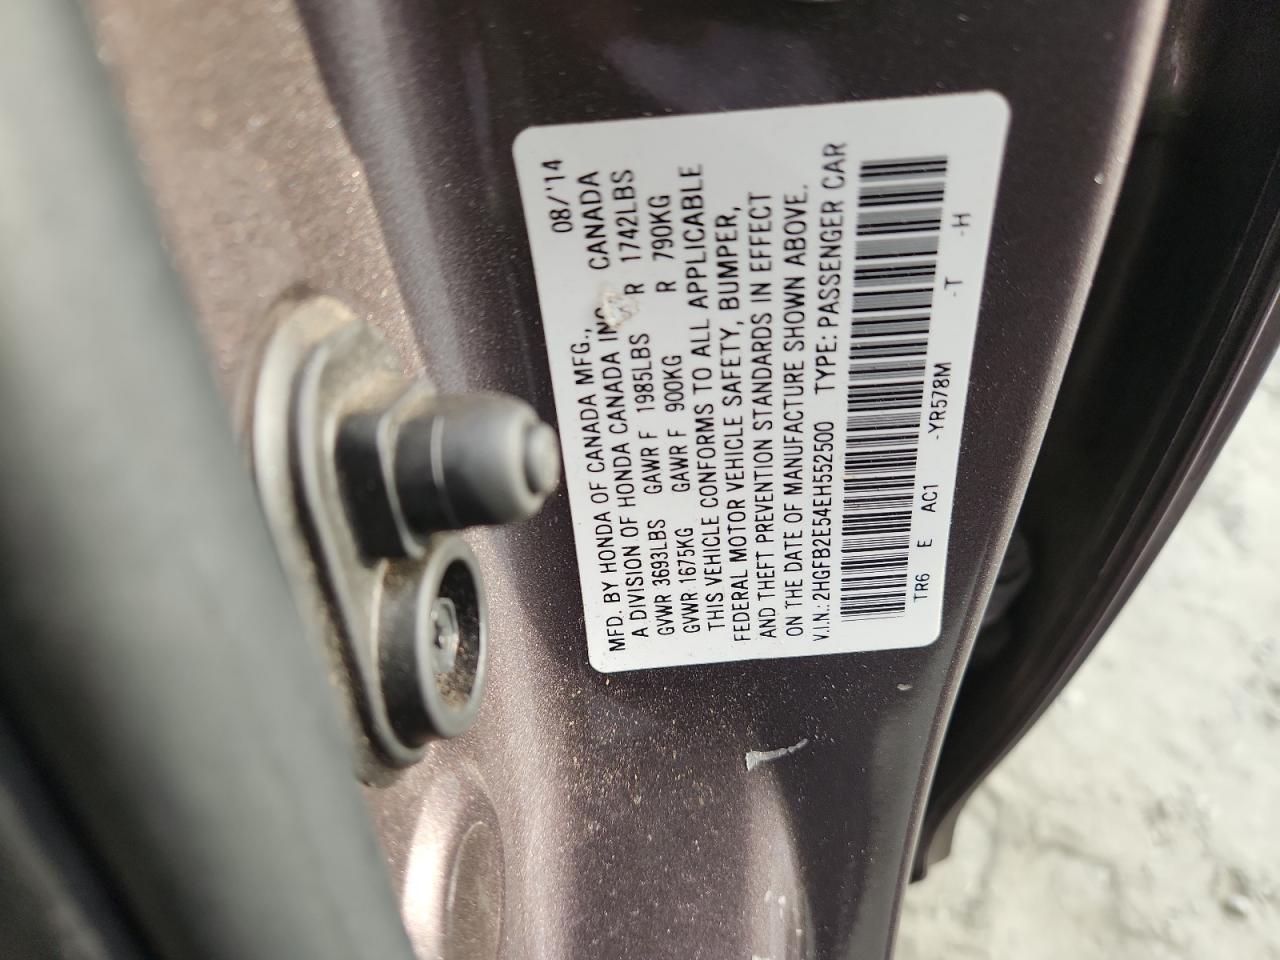 08/'14
MFD. BY HONDA OF CANADA MFG.,
A DIVISION OF HONDA CANADA INC CANADA
GVWR 3693LBS GAWR F 1985LBS R 1742LBS
GVWR 1675KG GAWR F 900KG R 790KG
THIS VEHICLE CONFORMS TO ALL APPLICABLE
FEDERAL MOTOR VEHICLE SAFETY, BUMPER,
AND THEFT PREVENTION STANDARDS IN EFFECT
ON THE DATE OF MANUFACTURE SHOWN ABOVE.
V.I.N.: 2HGFB2E54EH552500 TYPE: PASSENGER CAR
TR6 E AC1 -YR578M -T -H